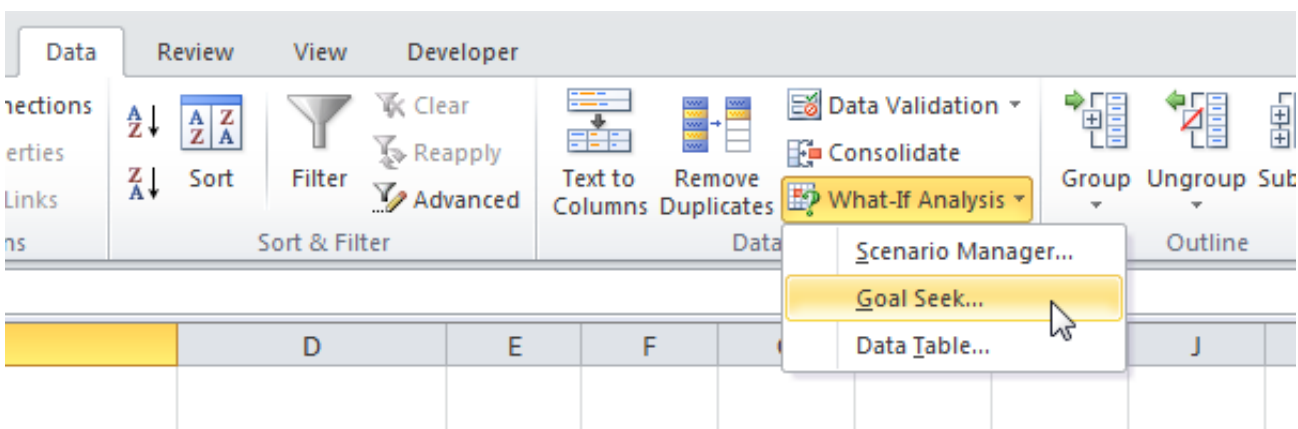 Data Review View Developer
nections Clear Data Validation
erties Reapply Consolidate
Links Sort Filter Advanced Text to Columns Remove Duplicates What-If Analysis Group Ungroup Sub
ns Sort & Filter Data Outline
Scenario Manager...
Goal Seek...
Data Table...
D E F J